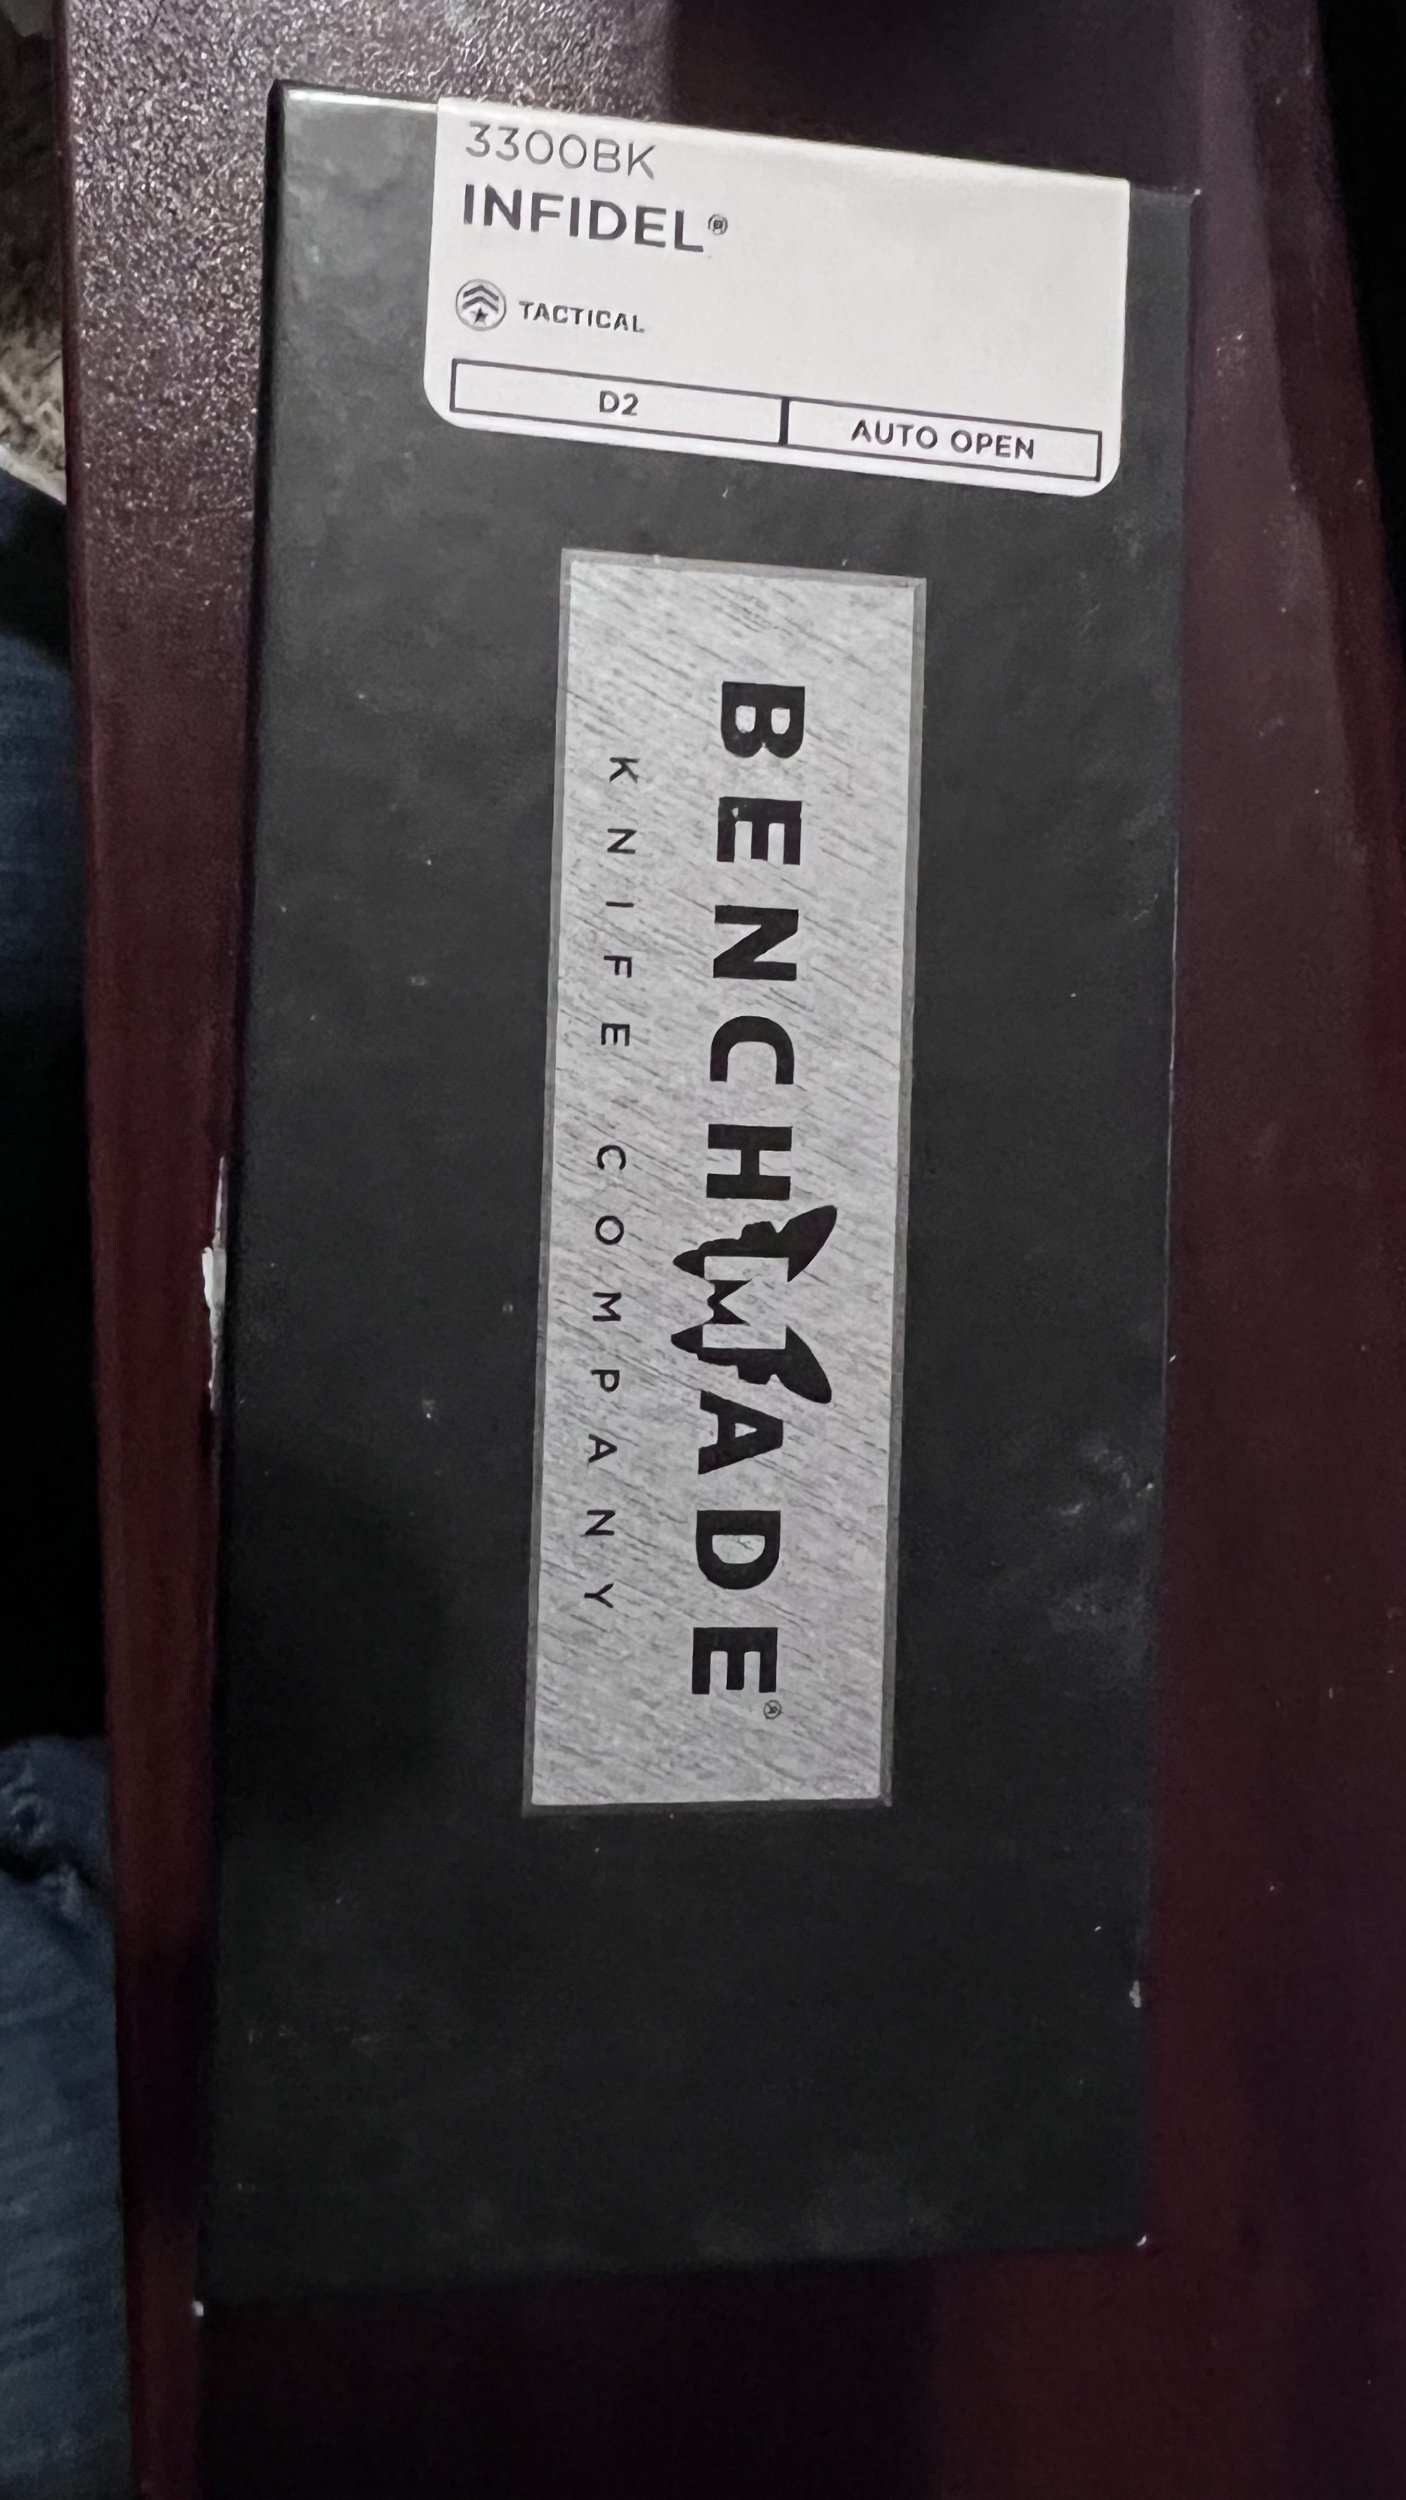 3300BK
INFIDEL®
TACTICAL
D2
AUTO OPEN
BENCHMADE®
KNIFE COMPANY